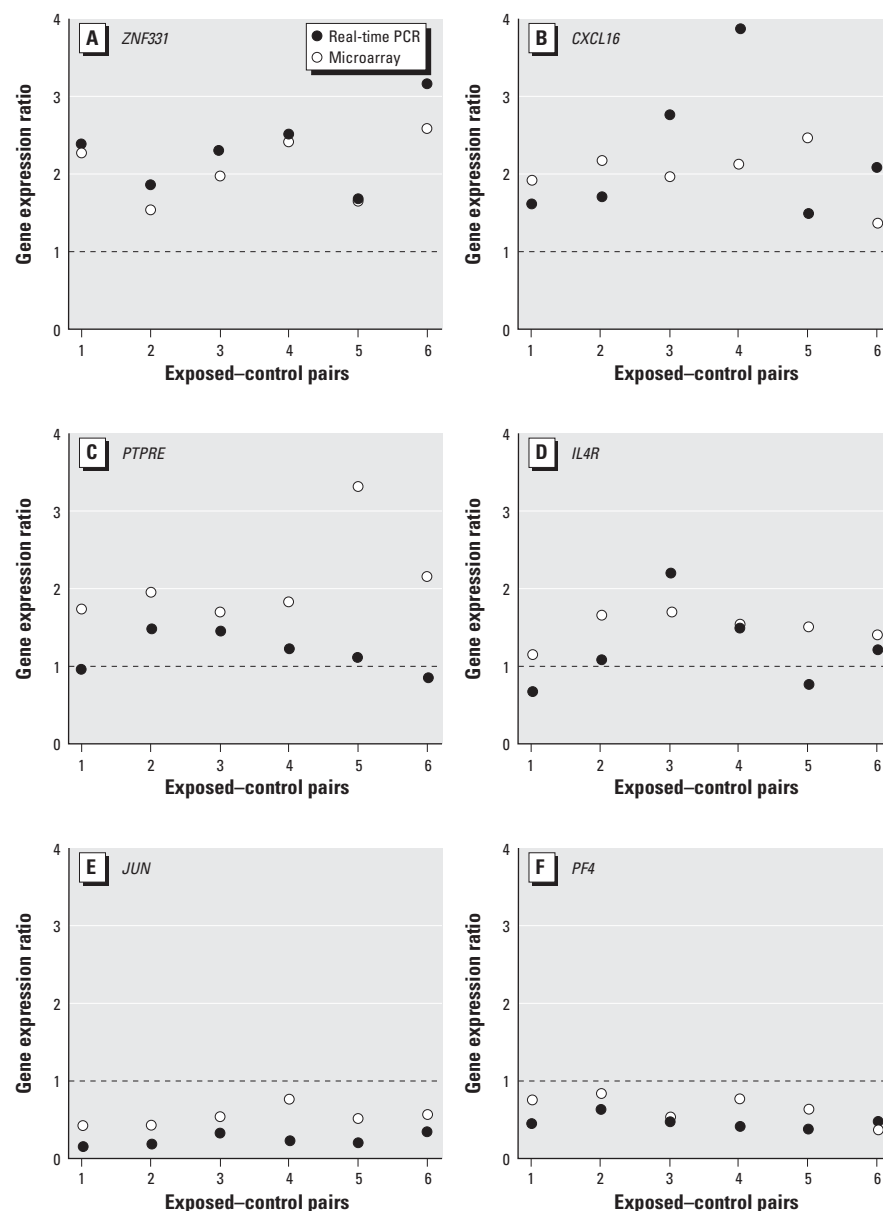 A ZNF331
Real-time PCR
Microarray
4
3
2
1
0
Gene expression ratio
1 2 3 4 5 6
Exposed–control pairs
B CXCL16
4
3
2
1
0
Gene expression ratio
1 2 3 4 5 6
Exposed–control pairs
C PTPRE
4
3
2
1
0
Gene expression ratio
1 2 3 4 5 6
Exposed–control pairs
D IL4R
4
3
2
1
0
Gene expression ratio
1 2 3 4 5 6
Exposed–control pairs
E JUN
4
3
2
1
0
Gene expression ratio
1 2 3 4 5 6
Exposed–control pairs
F PF4
4
3
2
1
0
Gene expression ratio
1 2 3 4 5 6
Exposed–control pairs